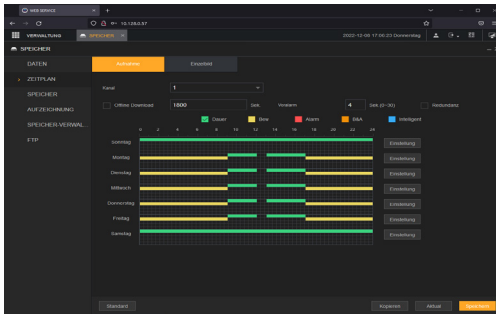 WEB SERVICE
10.128.0.57
VERWALTUNG SPEICHER 2022-12-08 17:06:23 Donnerstag
SPEICHER
DATEN Aufnahme Einzelbild
ZEITPLAN
Kanal 1
SPEICHER
Offline Download 1800 Sek. Voralarm 4 Sek. (0~30) Redundanz
AUFZEICHNUNG
Dauer Bew Alarm B&A Intelligent
SPEICHER-VERWAL...
0 2 4 6 8 10 12 14 16 18 20 22 24
FTP
Sonntag Einstellung
Montag Einstellung
Dienstag Einstellung
Mittwoch Einstellung
Donnerstag Einstellung
Freitag Einstellung
Samstag Einstellung
Standard Kopieren Aktual Speichern